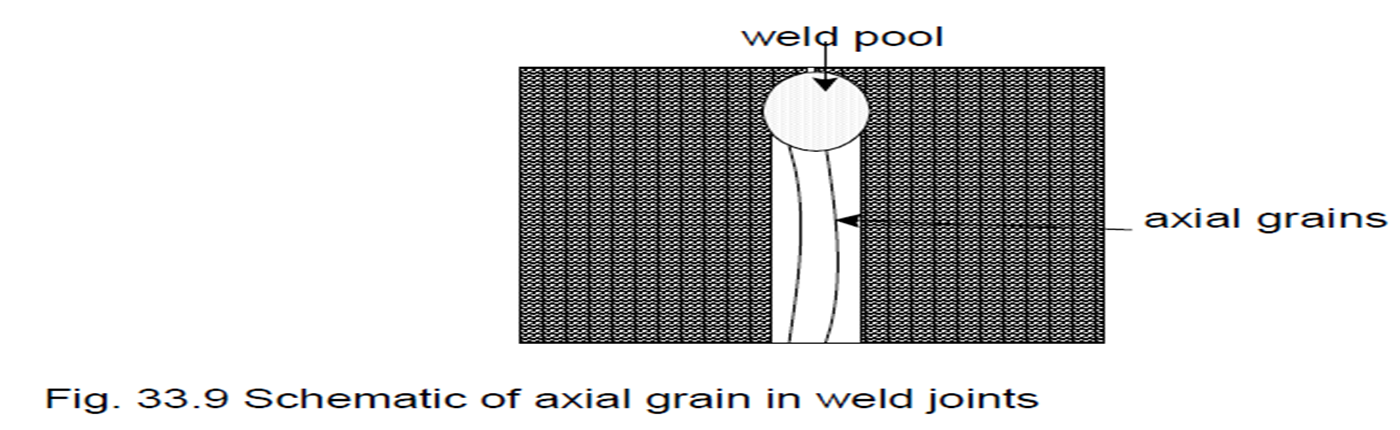 weld pool
axial grains
Fig. 33.9 Schematic of axial grain in weld joints